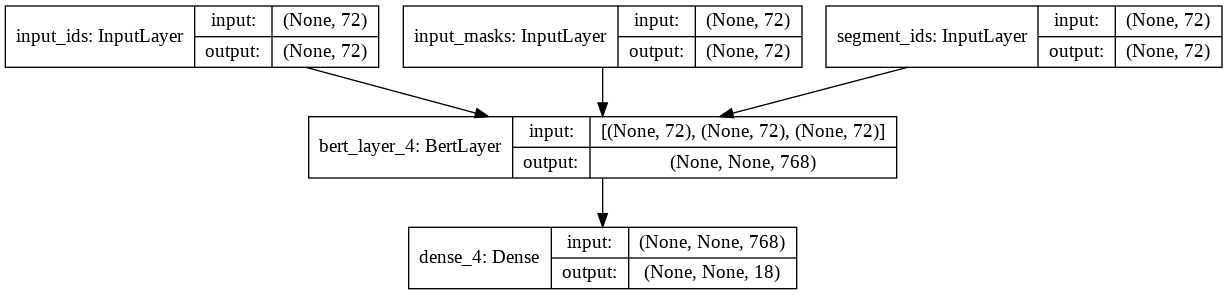 input_ids: InputLayer
input: (None, 72)
output: (None, 72)
input_masks: InputLayer
input: (None, 72)
output: (None, 72)
segment_ids: InputLayer
input: (None, 72)
output: (None, 72)
bert_layer_4: BertLayer
input: [(None, 72), (None, 72), (None, 72)]
output: (None, None, 768)
dense_4: Dense
input: (None, None, 768)
output: (None, None, 18)